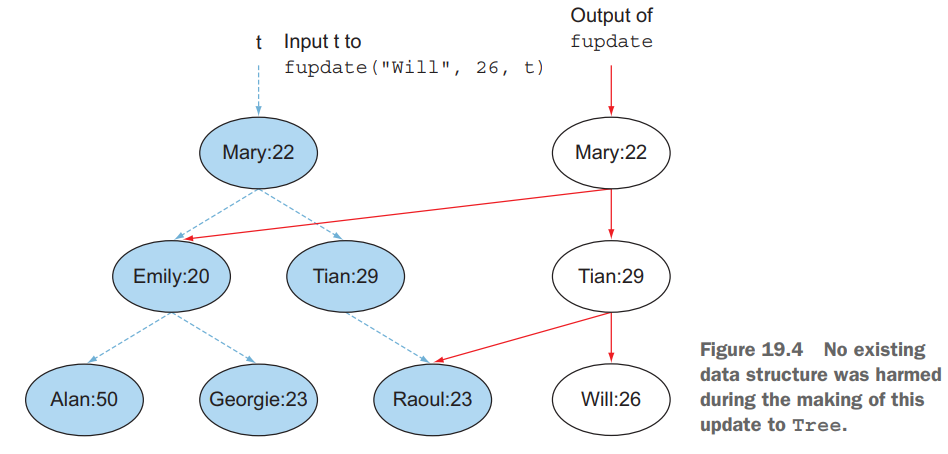 Output of
fupdate
t Input t to
fupdate("Will", 26, t)
Mary:22
Mary:22
Emily:20
Tian:29
Tian:29
Alan:50
Georgie:23
Raoul:23
Will:26
Figure 19.4 No existing
data structure was harmed
during the making of this
update to Tree.